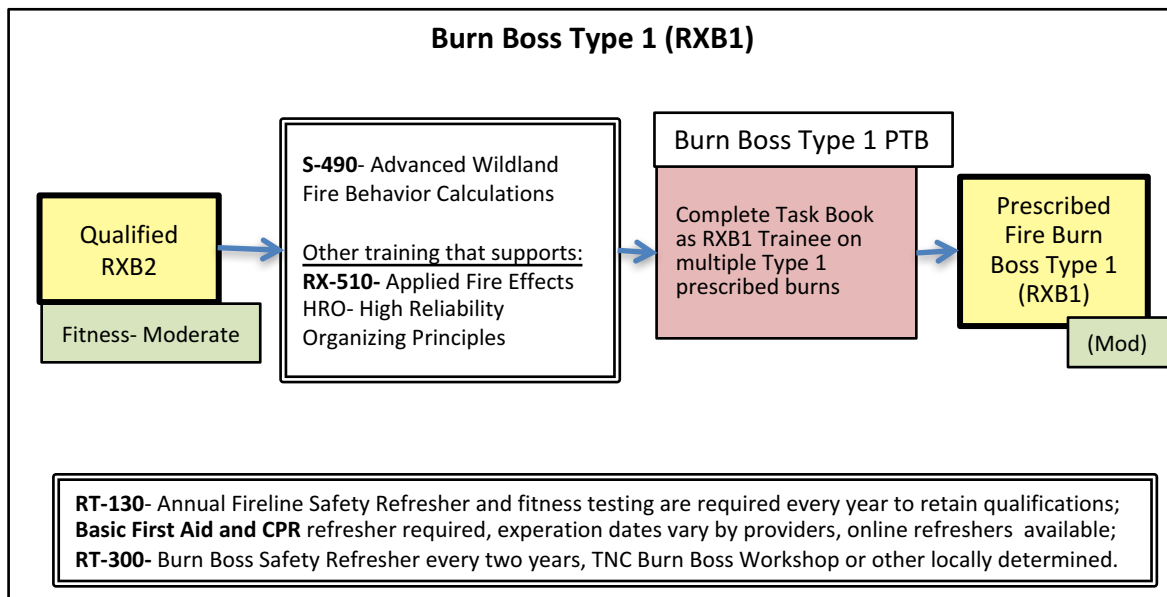 Burn Boss Type 1 (RXB1)
Qualified
RXB2
Fitness- Moderate
S-490- Advanced Wildland
Fire Behavior Calculations
Other training that supports:
RX-510- Applied Fire Effects
HRO- High Reliability
Organizing Principles
Burn Boss Type 1 PTB
Complete Task Book
as RXB1 Trainee on
multiple Type 1
prescribed burns
Prescribed
Fire Burn
Boss Type 1
(RXB1)
(Mod)
RT-130- Annual Fireline Safety Refresher and fitness testing are required every year to retain qualifications;
Basic First Aid and CPR refresher required, experation dates vary by providers, online refreshers available;
RT-300- Burn Boss Safety Refresher every two years, TNC Burn Boss Workshop or other locally determined.